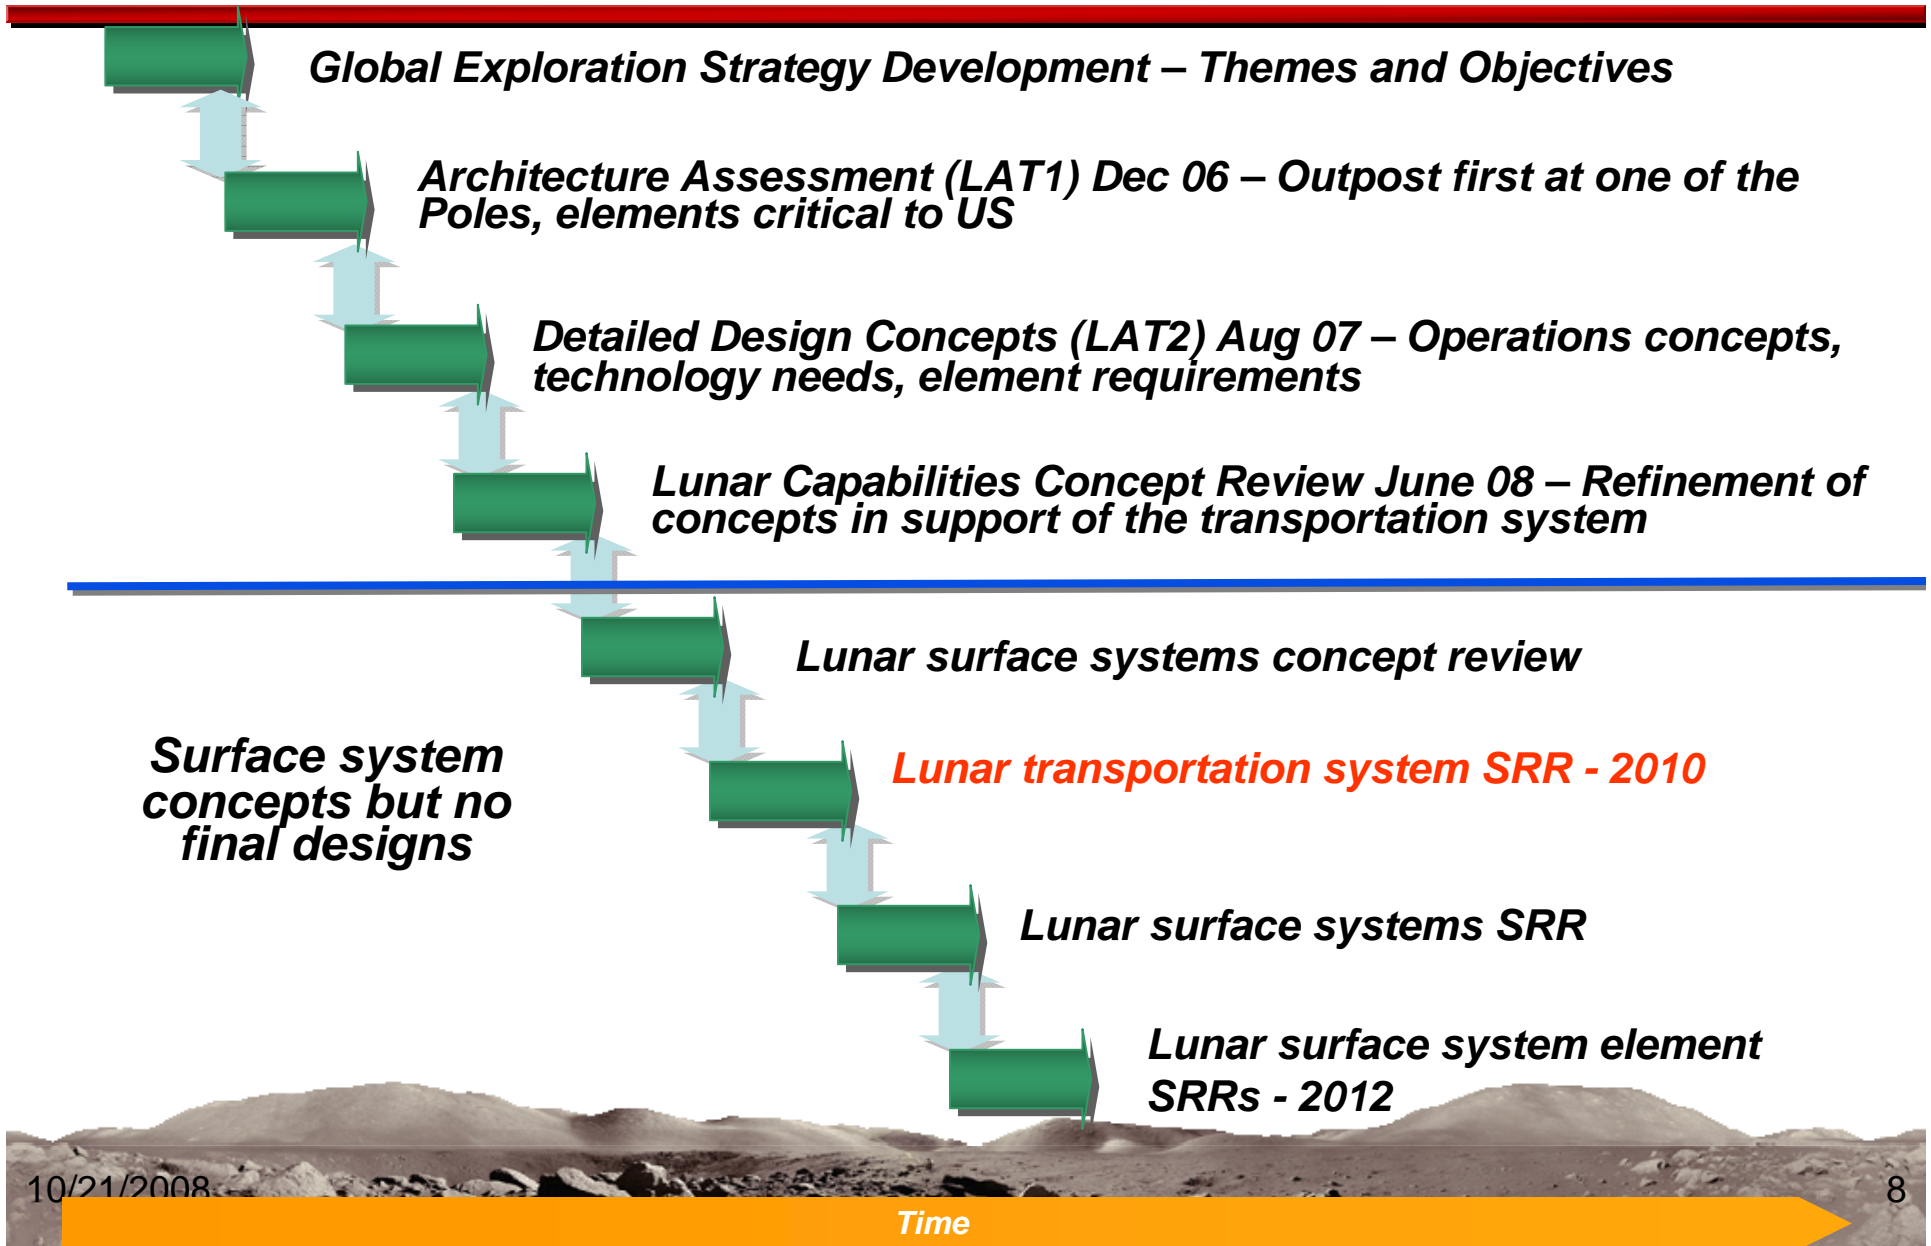 Global Exploration Strategy Development – Themes and Objectives
Architecture Assessment (LAT1) Dec 06 – Outpost first at one of the
Poles, elements critical to US
Detailed Design Concepts (LAT2) Aug 07 – Operations concepts,
technology needs, element requirements
Lunar Capabilities Concept Review June 08 – Refinement of
concepts in support of the transportation system
Lunar surface systems concept review
Surface system
concepts but no
final designs
Lunar transportation system SRR - 2010
Lunar surface systems SRR
Lunar surface system element
SRRs - 2012
10/21/2008
8
Time